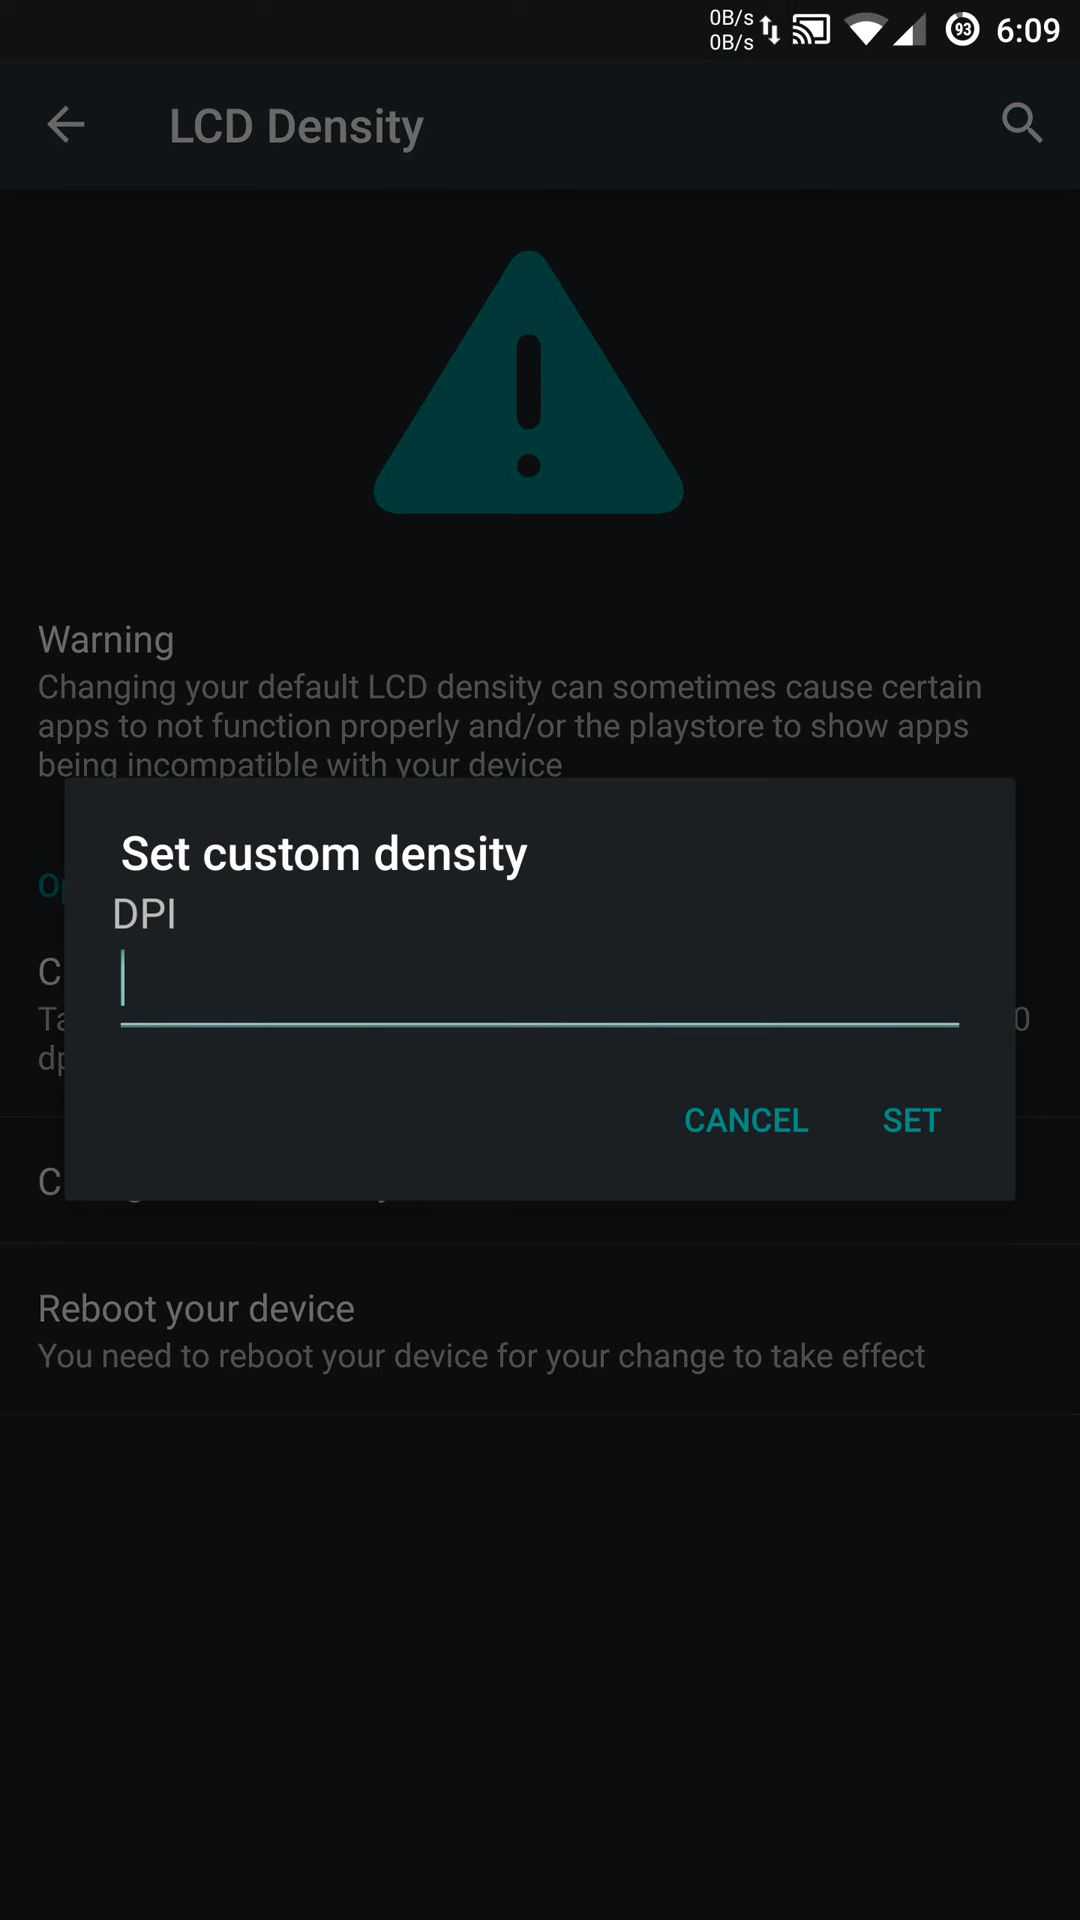 0B/s
0B/s
93
6:09
LCD Density
Warning
Changing your default LCD density can sometimes cause certain
apps to not function properly and/or the playstore to show apps
being incompatible with your device
Set custom density
DPI
CANCEL
SET
Reboot your device
You need to reboot your device for your change to take effect